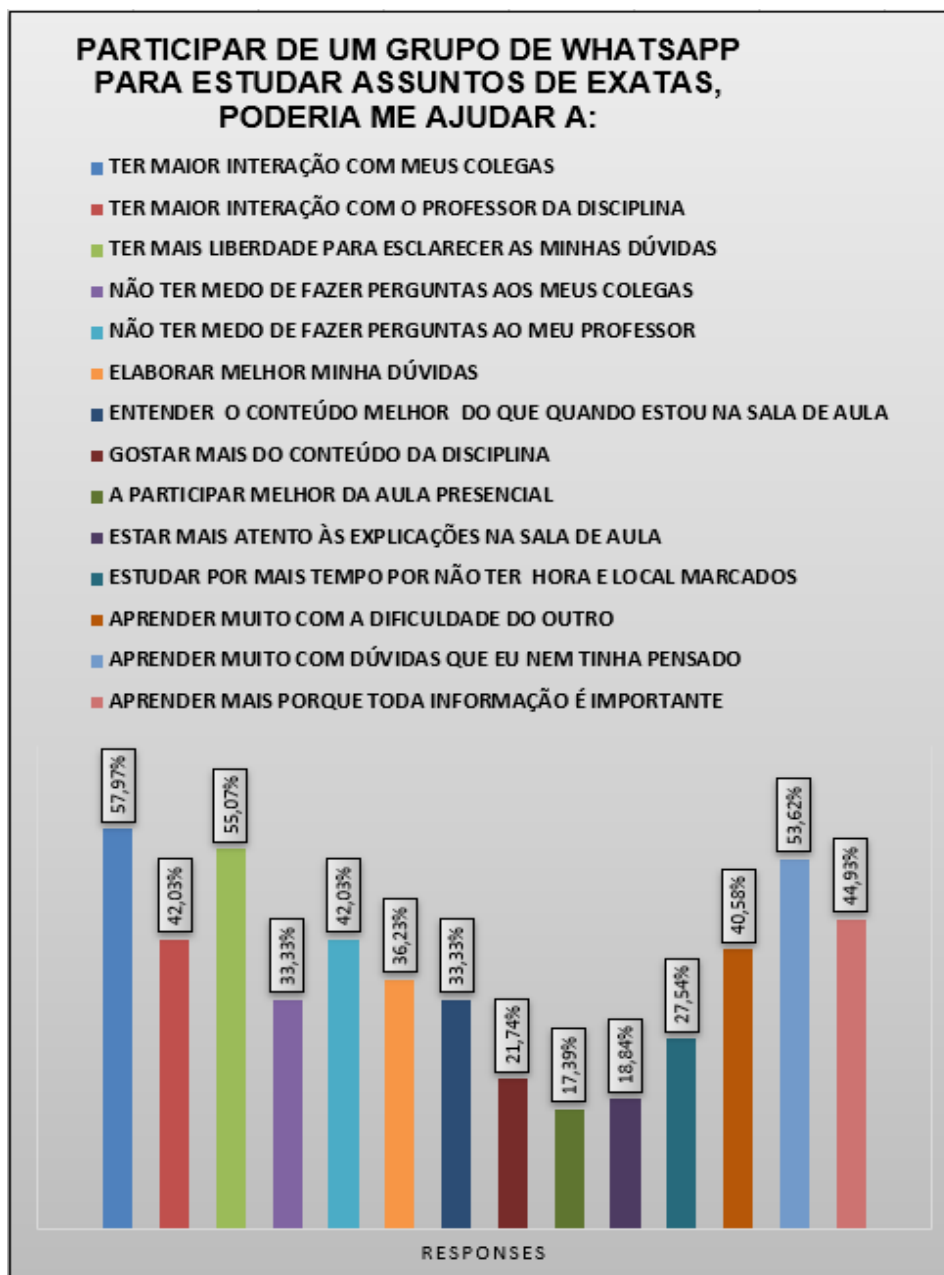 PARTICIPAR DE UM GRUPO DE WHATSAPP
PARA ESTUDAR ASSUNTOS DE EXATAS,
PODERIA ME AJUDAR A:
TER MAIOR INTERAÇÃO COM MEUS COLEGAS
TER MAIOR INTERAÇÃO COM O PROFESSOR DA DISCIPLINA
TER MAIS LIBERDADE PARA ESCLARECER AS MINHAS DÚVIDAS
NÃO TER MEDO DE FAZER PERGUNTAS AOS MEUS COLEGAS
NÃO TER MEDO DE FAZER PERGUNTAS AO MEU PROFESSOR
ELABORAR MELHOR MINHA DÚVIDAS
ENTENDER O CONTEÚDO MELHOR DO QUE QUANDO ESTOU NA SALA DE AULA
GOSTAR MAIS DO CONTEÚDO DA DISCIPLINA
A PARTICIPAR MELHOR DA AULA PRESENCIAL
ESTAR MAIS ATENTO ÀS EXPLICAÇÕES NA SALA DE AULA
ESTUDAR POR MAIS TEMPO POR NÃO TER HORA E LOCAL MARCADOS
APRENDER MUITO COM A DIFICULDADE DO OUTRO
APRENDER MUITO COM DÚVIDAS QUE EU NEM TINHA PENSADO
APRENDER MAIS PORQUE TODA INFORMAÇÃO É IMPORTANTE
57,97%
42,03%
55,07%
33,33%
42,03%
36,23%
33,33%
21,74%
17,39%
18,84%
27,54%
40,58%
53,62%
44,93%
RESPONSES